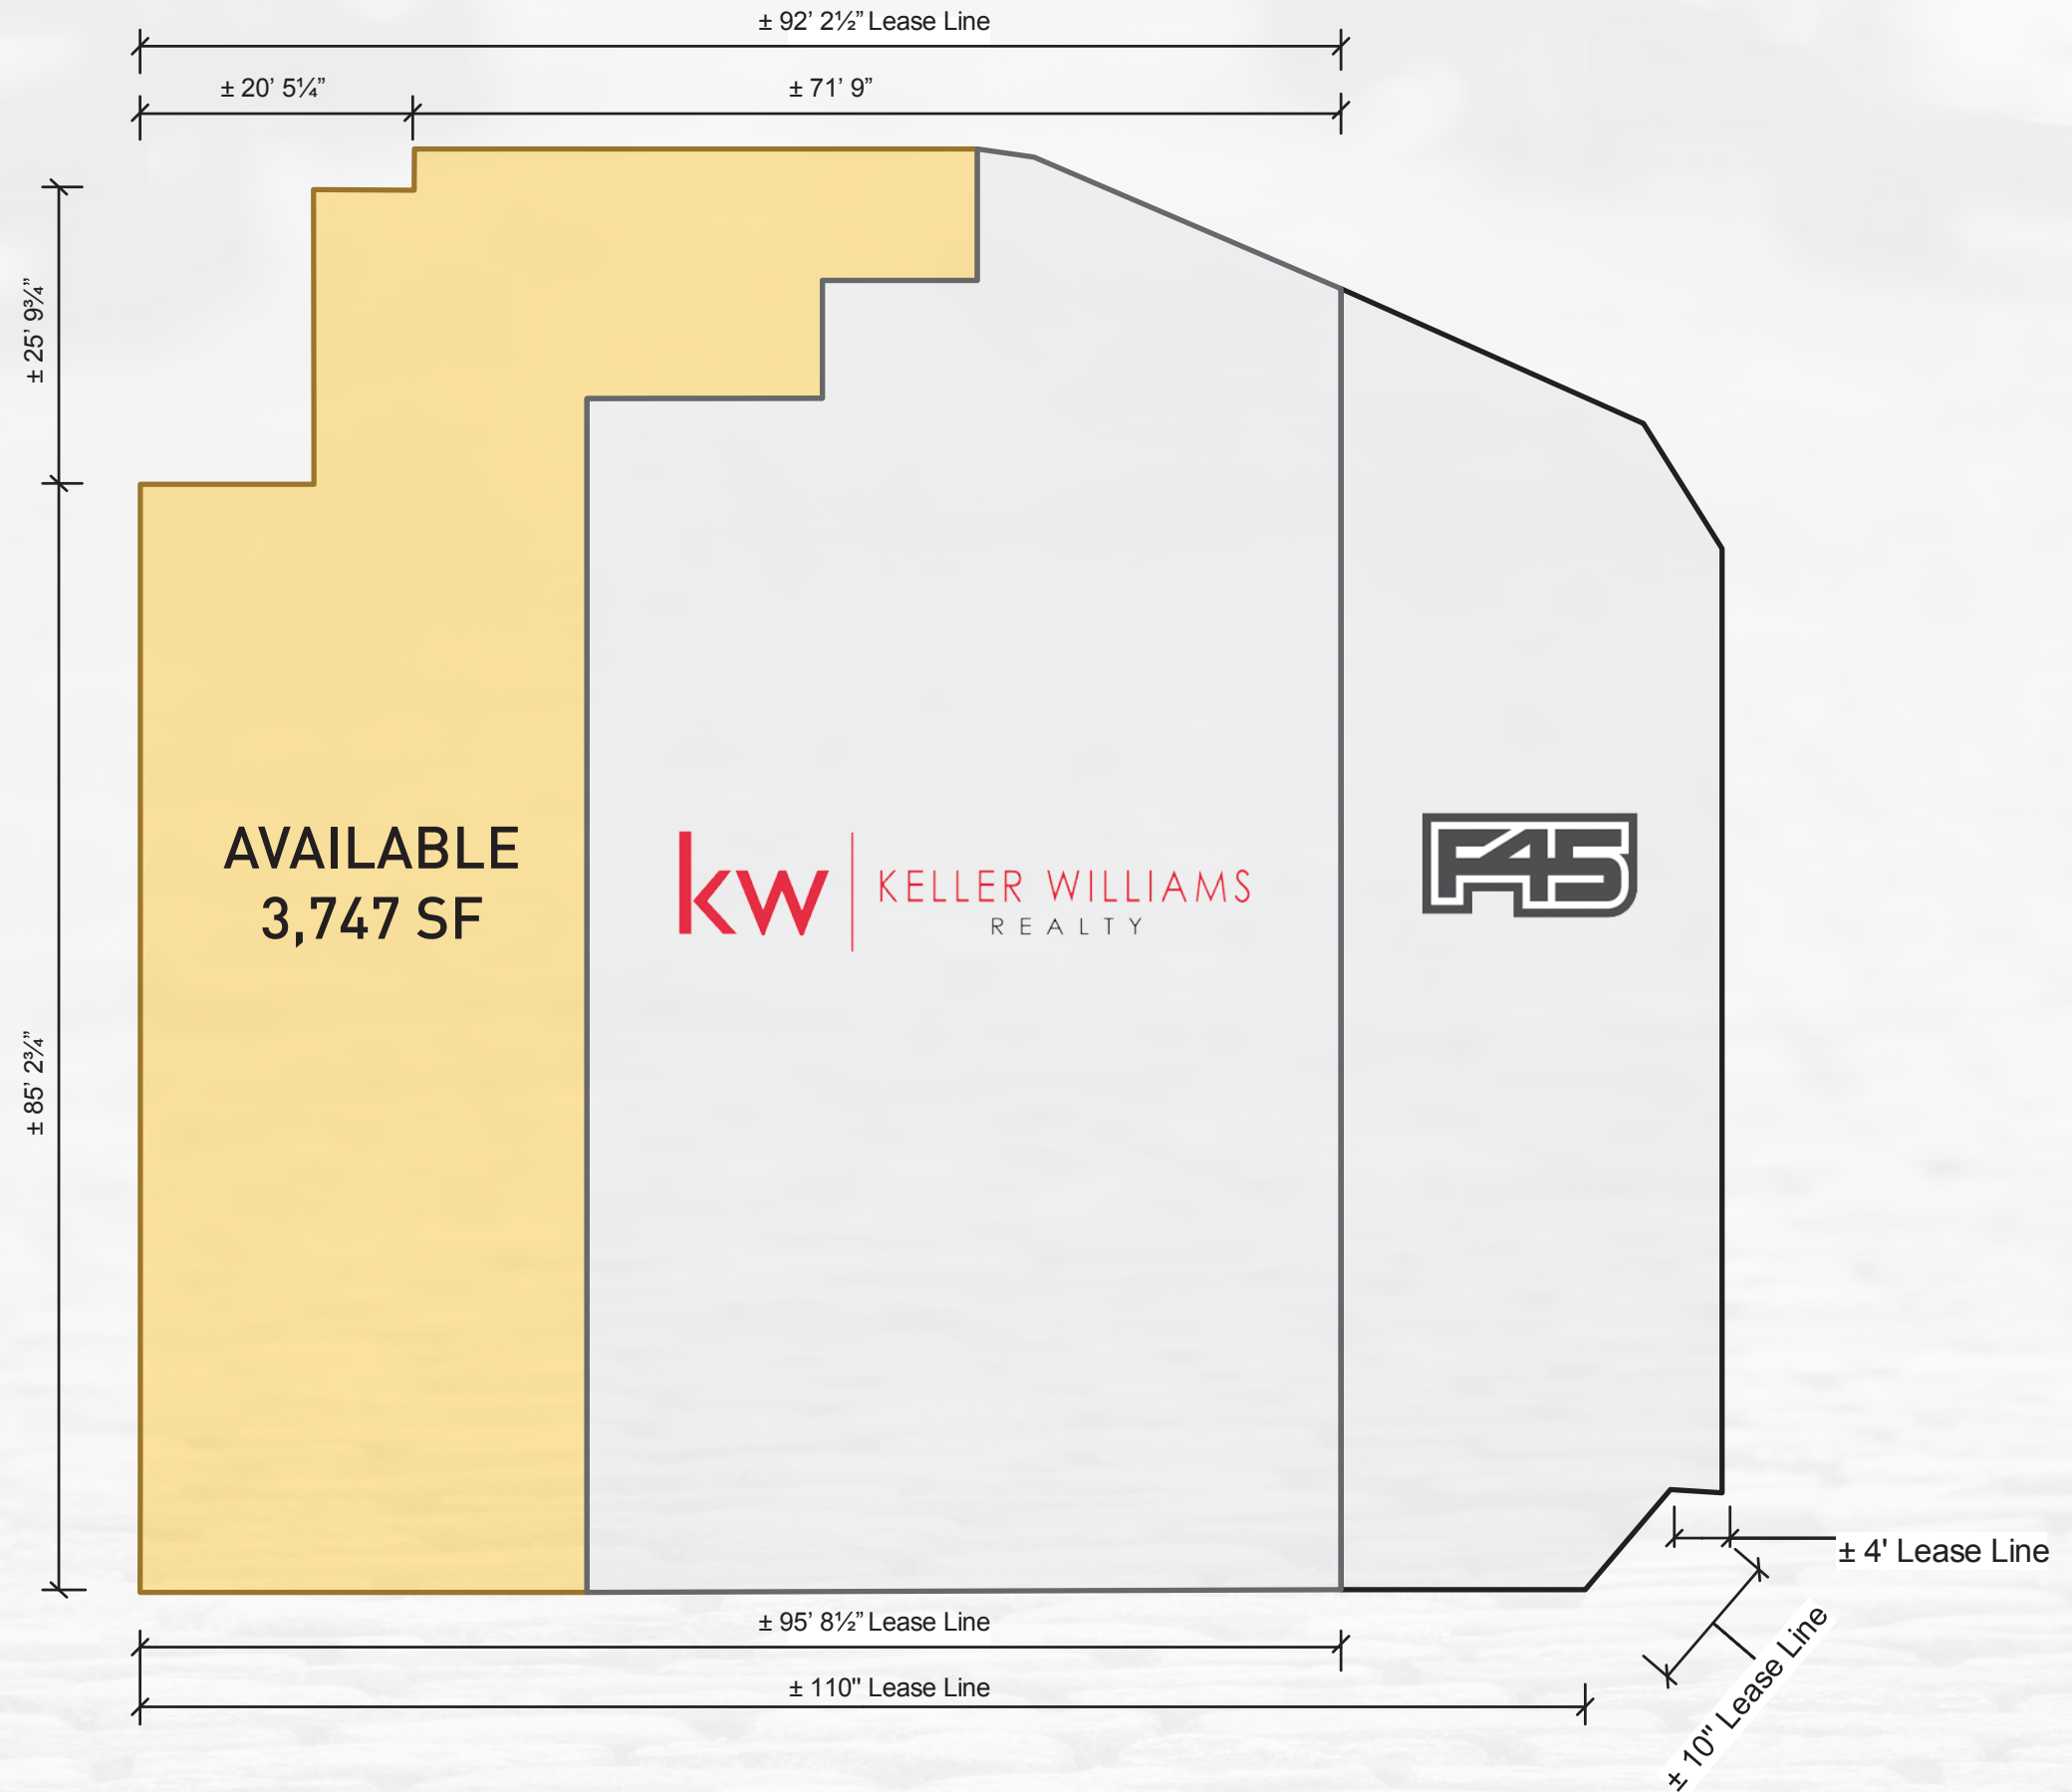 ± 92’ 2½” Lease Line
± 20’ 5¼”
± 71’ 9”
± 25’ 9¾”
± 85’ 2¾”
AVAILABLE
3,747 SF
kw
KELLER WILLIAMS
REALTY
F45
± 4' Lease Line
± 10" Lease Line
± 95’ 8½” Lease Line
± 110" Lease Line